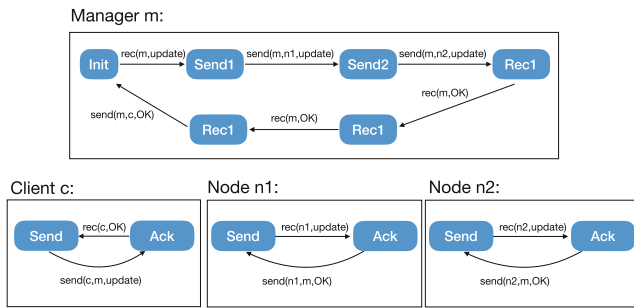 Manager m:
rec(m,update)
send(m,n1,update)
send(m,n2,update)
Init
Send1
Send2
Rec1
rec(m,OK)
send(m,c,OK)
rec(m,OK)
Rec1
Rec1
Client c:
Node n1:
Node n2:
rec(c,OK)
rec(n1,update)
rec(n2,update)
Send
Ack
Send
Ack
Send
Ack
send(c,m,update)
send(n1,m,OK)
send(n2,m,OK)